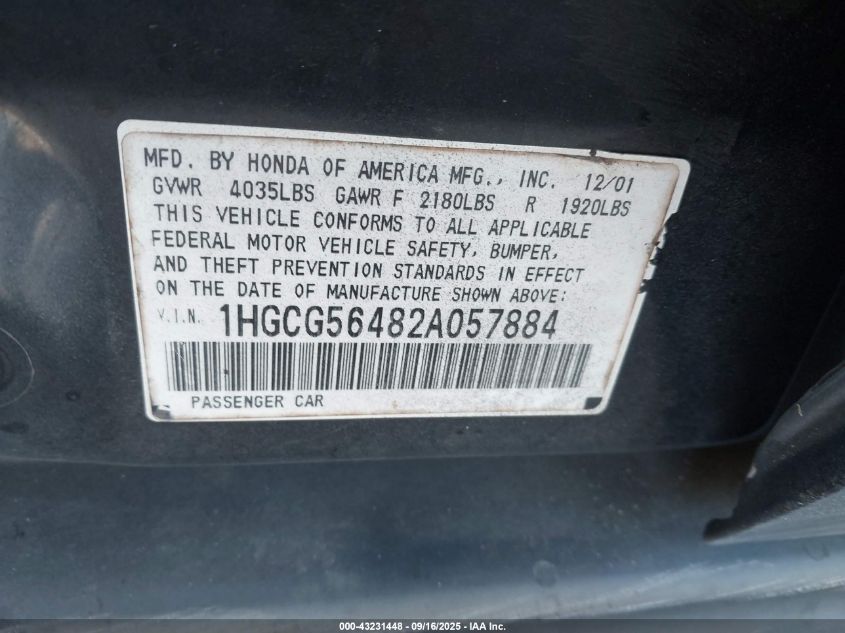 MFD. BY HONDA OF AMERICA MFG., INC. 12/01
GVWR 4035LBS GAWR F 2180LBS R 1920LBS
THIS VEHICLE CONFORMS TO ALL APPLICABLE
FEDERAL MOTOR VEHICLE SAFETY, BUMPER,
AND THEFT PREVENTION STANDARDS IN EFFECT
ON THE DATE OF MANUFACTURE SHOWN ABOVE:
V.I.N. 1HGCG56482A057884
PASSENGER CAR
000-43231448 - 09/16/2025 - IAA Inc.